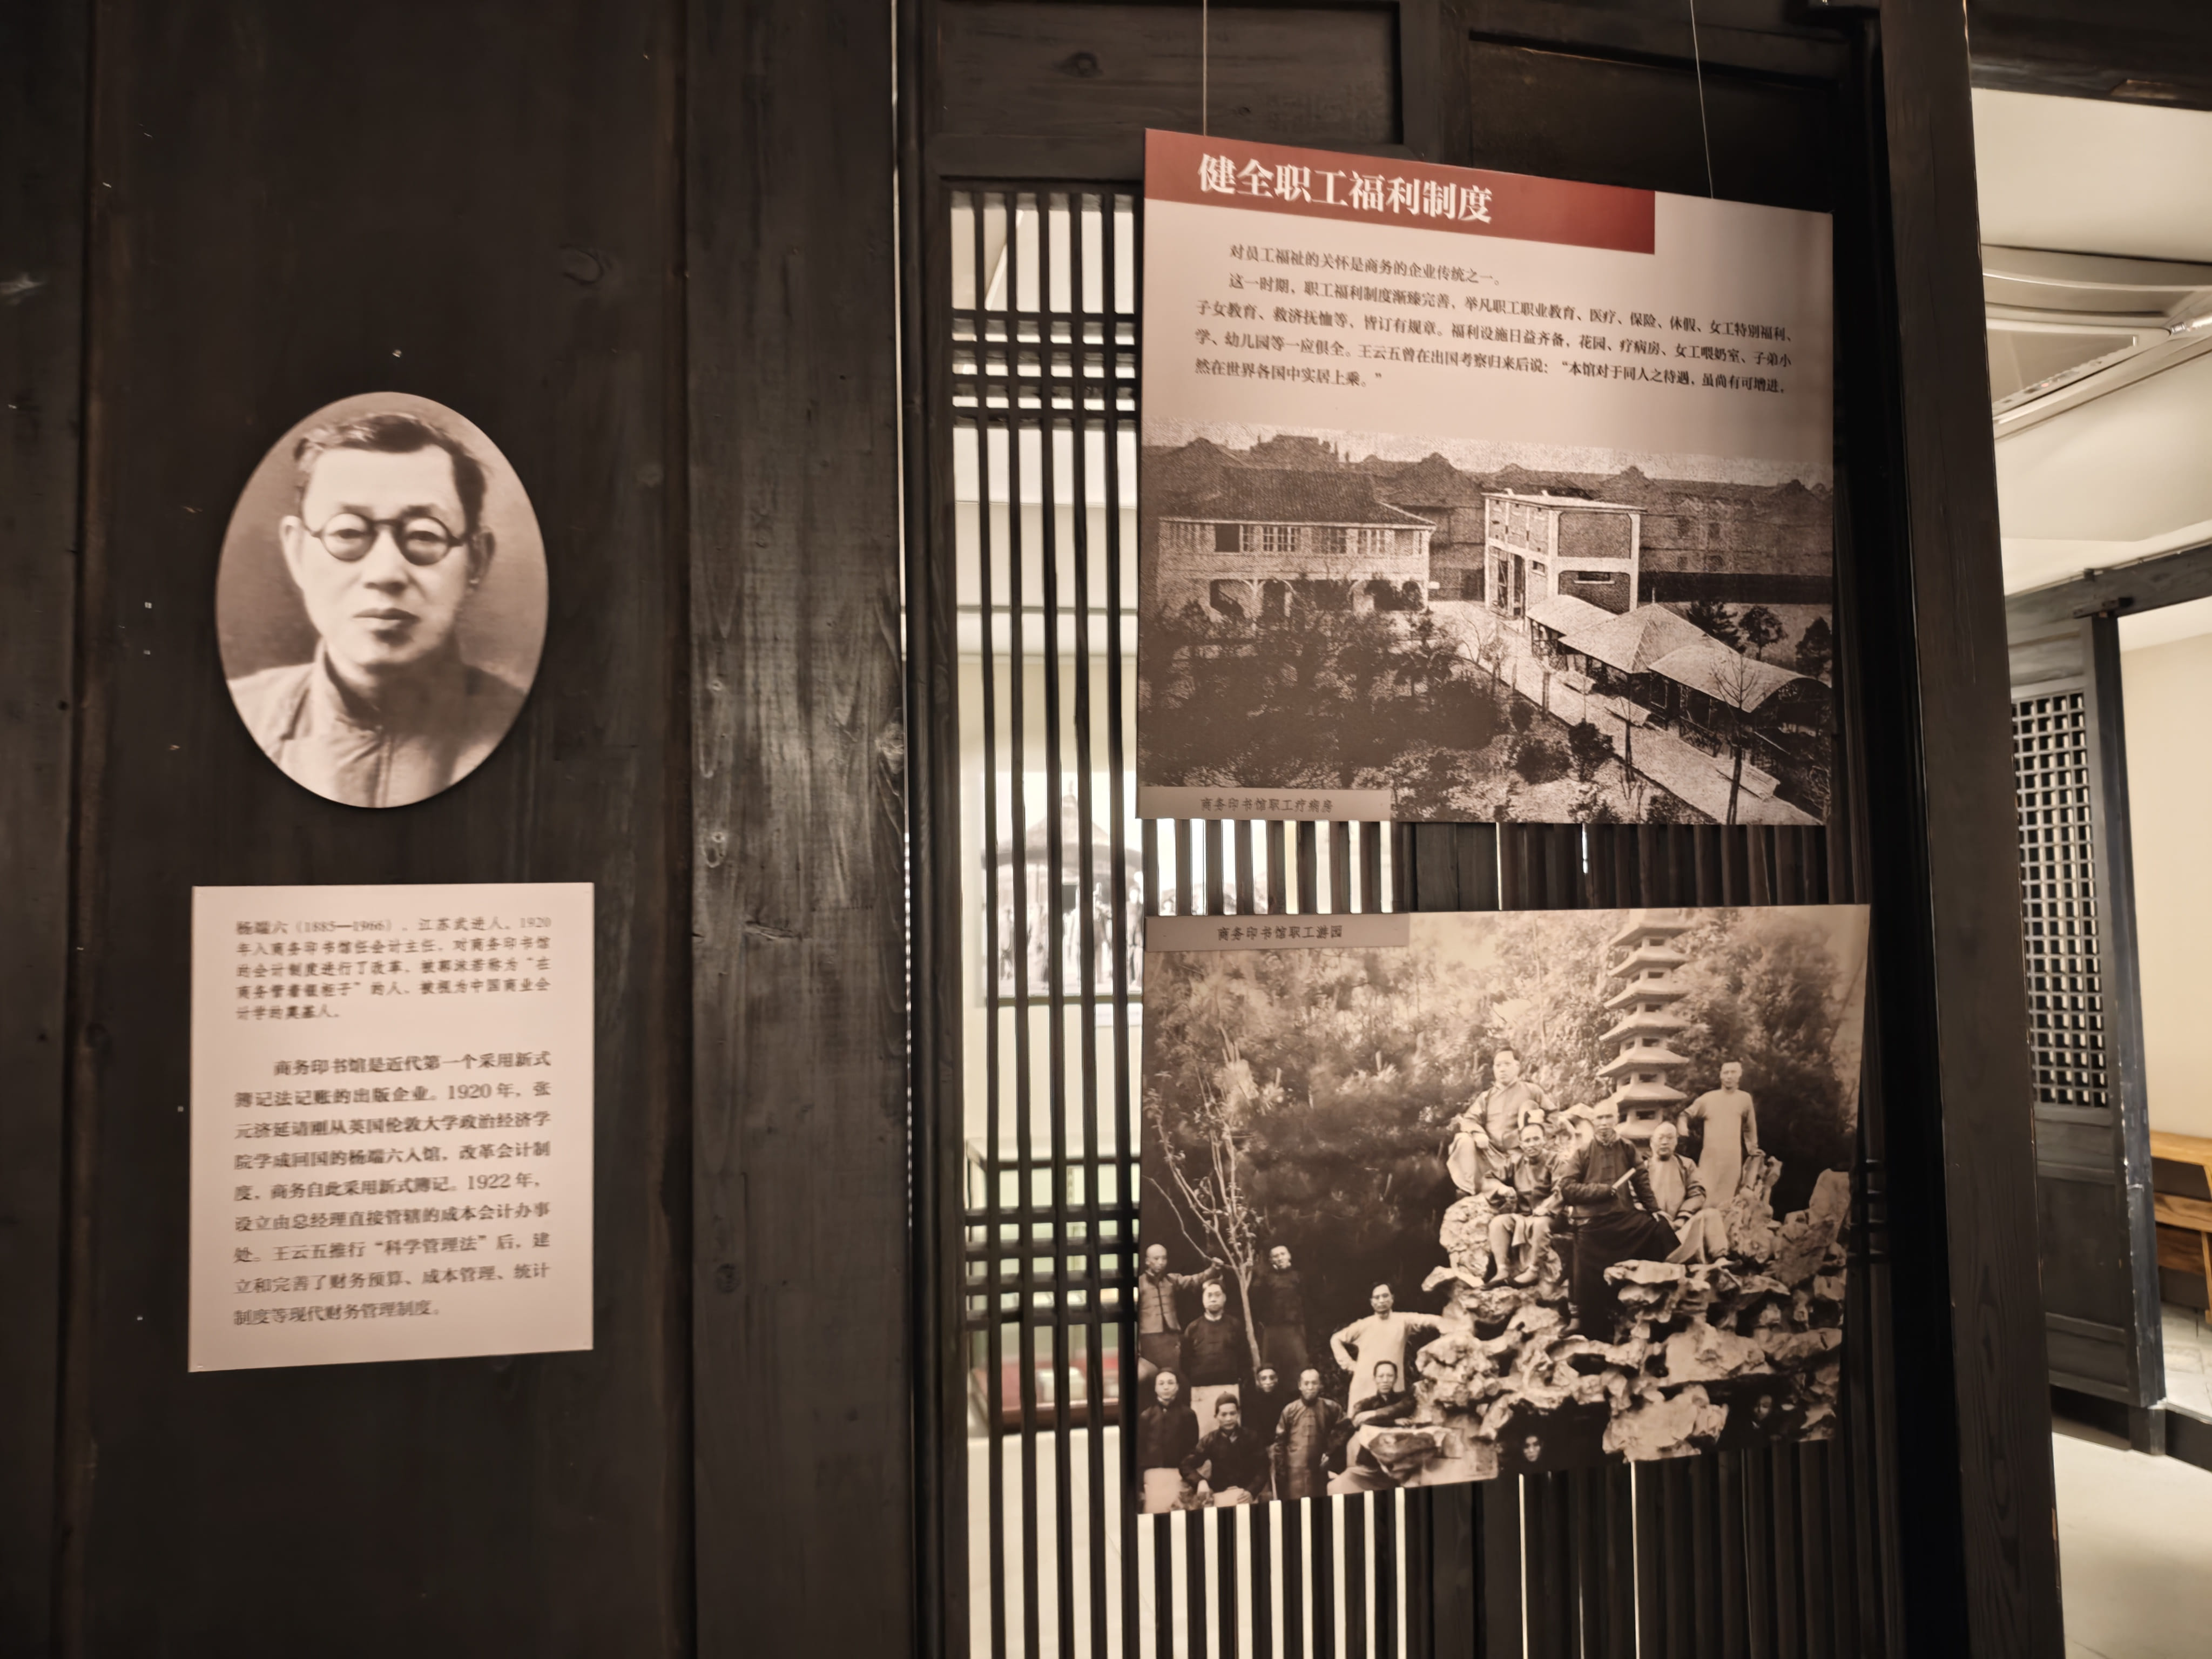 杨端六（1885—1966），江苏武进人。1920
年入商务印书馆任会计主任，对商务印书馆
的会计制度进行了改革，被郭沫若称为“在
商务管着银柜子”的人，被视为中国商业会
计学的奠基人。
商务印书馆是近代第一个采用新式
簿记法记账的出版企业。1920 年，张
元济延请刚从英国伦敦大学政治经济学
院学成回国的杨端六入馆，改革会计制
度，商务自此采用新式簿记。1922 年，
设立由总经理直接管辖的成本会计办事
处。王云五推行“科学管理法”后，建
立和完善了财务预算、成本管理、统计
制度等现代财务管理制度。
健全职工福利制度
对员工福祉的关怀是商务的企业传统之一。
这一时期，职工福利制度渐臻完善，举凡职工职业教育、医疗、保险、休假、女工特别福利、
子女教育、救济抚恤等，皆订有规章。福利设施日益齐备，花园、疗病房、女工喂奶室、子弟小
学、幼儿园等一应俱全。王云五曾在出国考察归来后说：“本馆对于同人之待遇，虽尚有可增进，
然在世界各国中实居上乘。”
商务印书馆职工疗病房
商务印书馆职工游园